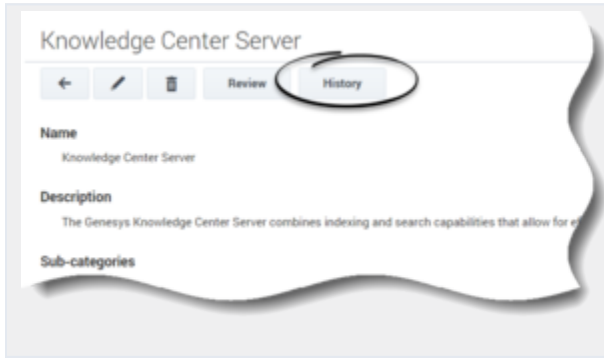 Knowledge Center Server
Review History
Name
Knowledge Center Server
Description
The Genesys Knowledge Center Server combines indexing and search capabilities that allow for
Sub-categories